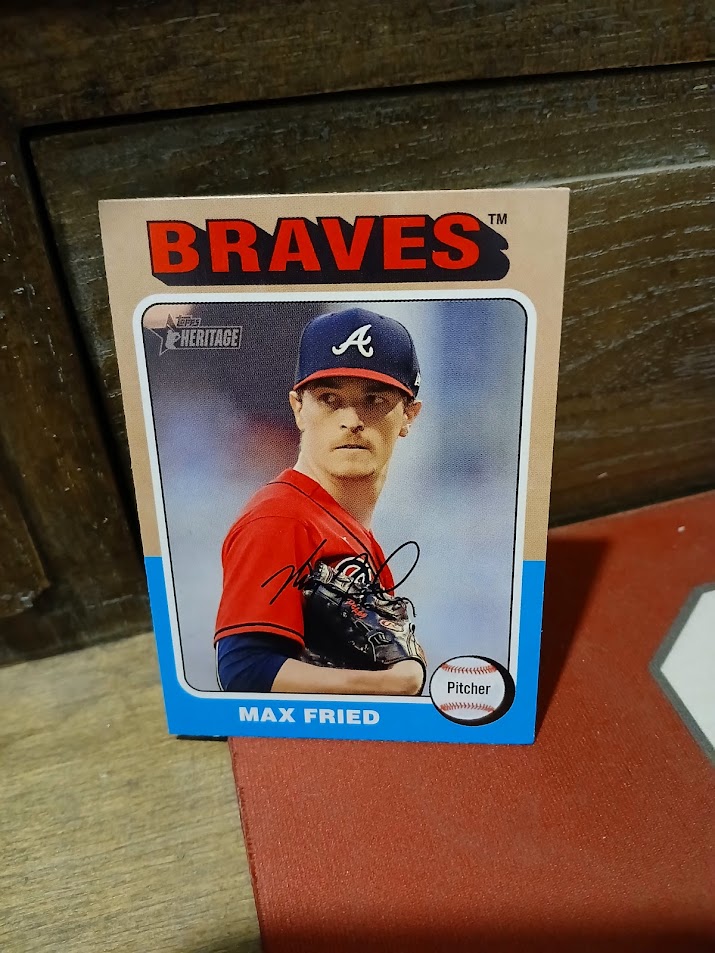 BRAVES™
Topps
HERITAGE
A
Pitcher
MAX FRIED